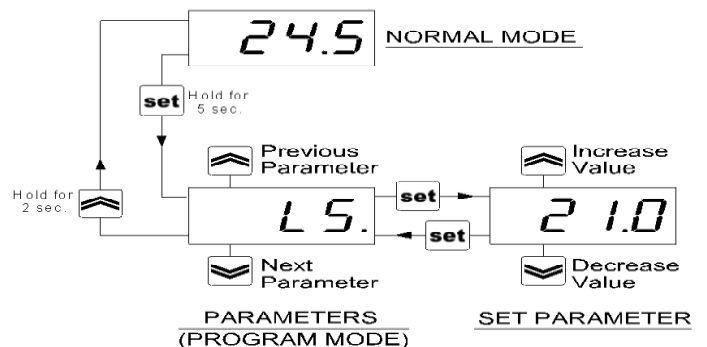 24.5
NORMAL MODE
set
Hold for
5 sec.
Previous
Parameter
Increase
Value
Hold for
2 sec.
LS.
set
set
21.0
Next
Parameter
Decrease
Value
PARAMETERS
(PROGRAM MODE)
SET PARAMETER